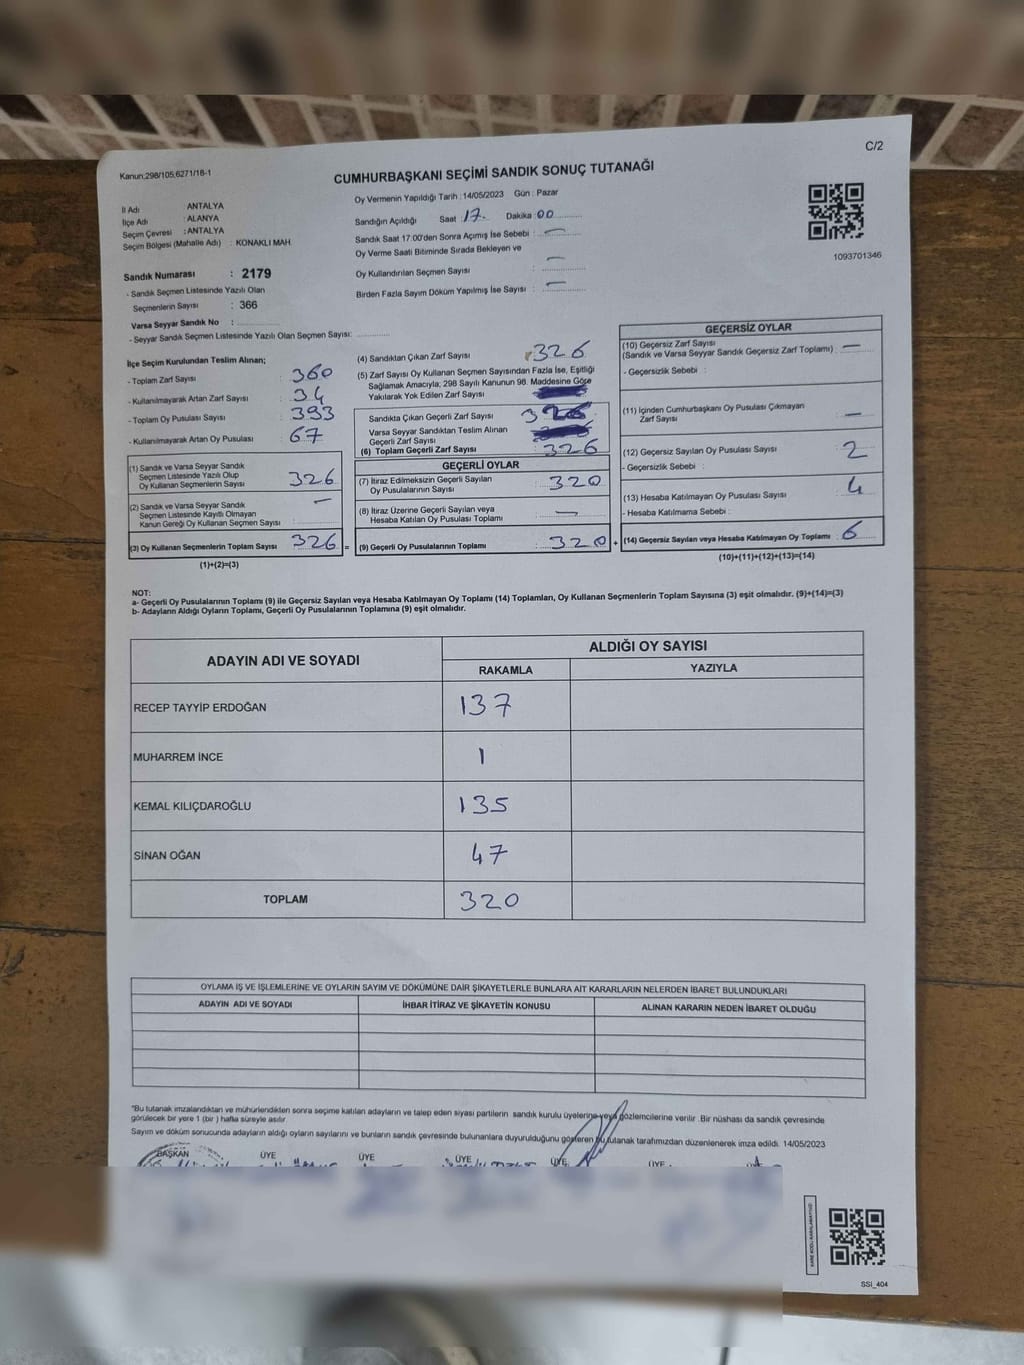 C/2
Kanun:298/105,6271/18-1
CUMHURBAŞKANI SEÇİMİ SANDIK SONUÇ TUTANAĞI
İl Adı : ANTALYA
İlçe Adı : ALANYA
Seçim Çevresi : ANTALYA
Seçim Bölgesi (Mahalle Adı) : KONAKLI MAH.
Sandık Numarası : 2179
- Sandık Seçmen Listesinde Yazılı Olan
Seçmenlerin Sayısı : 366
Varsa Seyyar Sandık No :
- Seyyar Sandık Seçmen Listesinde Yazılı Olan Seçmen Sayısı:
Oy Vermenin Yapıldığı Tarih : 14/05/2023 Gün : Pazar
Sandığın Açıldığı Saat 17. Dakika 00
Sandık Saat 17:00'den Sonra Açımış İse Sebebi : —
Oy Verme Saati Bitiminde Sırada Bekleyen ve
Oy Kullandırılan Seçmen Sayısı : —
Birden Fazla Sayım Döküm Yapılmış İse Sayısı : —
1093701346
İlçe Seçim Kurulundan Teslim Alınan;
- Toplam Zarf Sayısı : 360
- Kullanılmayarak Artan Zarf Sayısı : 34
- Toplam Oy Pusulası Sayısı : 393
- Kullanılmayarak Artan Oy Pusulası : 67
(1) Sandık ve Varsa Seyyar Sandık
Seçmen Listesinde Yazılı Olup
Oy Kullanan Seçmenlerin Sayısı : 326
(2) Sandık ve Varsa Seyyar Sandık
Seçmen Listesinde Kayıtlı Olmayan
Kanun Gereği Oy Kullanan Seçmen Sayısı : —
(3) Oy Kullanan Seçmenlerin Toplam Sayısı 326 =
(1)+(2)=(3)
(4) Sandıktan Çıkan Zarf Sayısı : 326
(5) Zarf Sayısı Oy Kullanan Seçmen Sayısından Fazla İse, Eşitliği
Sağlamak Amacıyla, 298 Sayılı Kanunun 98. Maddesine Göre
Yakılarak Yok Edilen Zarf Sayısı :
Sandıkta Çıkan Geçerli Zarf Sayısı : 326
Varsa Seyyar Sandıktan Teslim Alınan
Geçerli Zarf Sayısı :
(6) Toplam Geçerli Zarf Sayısı : 326
GEÇERLİ OYLAR
(7) İtiraz Edilmeksizin Geçerli Sayılan
Oy Pusulalarının Sayısı : 320
(8) İtiraz Üzerine Geçerli Sayılan veya
Hesaba Katılan Oy Pusulası Toplamı : —
(9) Geçerli Oy Pusulalarının Toplamı : 320 +
GEÇERSİZ OYLAR
(10) Geçersiz Zarf Sayısı
(Sandık ve Varsa Seyyar Sandık Geçersiz Zarf Toplamı) : —
- Geçersizlik Sebebi :
(11) İçinden Cumhurbaşkanı Oy Pusulası Çıkmayan
Zarf Sayısı : —
(12) Geçersiz Sayılan Oy Pusulası Sayısı : 2
- Geçersizlik Sebebi :
(13) Hesaba Katılmayan Oy Pusulası Sayısı : 4
- Hesaba Katılmama Sebebi :
(14) Geçersiz Sayılan veya Hesaba Katılmayan Oy Toplamı : 6
(10)+(11)+(12)+(13)=(14)
NOT:
a- Geçerli Oy Pusulalarının Toplamı (9) ile Geçersiz Sayılan veya Hesaba Katılmayan Oy Toplamı (14) Toplamları, Oy Kullanan Seçmenlerin Toplam Sayısına (3) eşit olmalıdır. (9)+(14)=(3)
b- Adayların Aldığı Oyların Toplamı, Geçerli Oy Pusulalarının Toplamına (9) eşit olmalıdır.
ADAYIN ADI VE SOYADI ALDIĞI OY SAYISI
RAKAMLA YAZIYLA
RECEP TAYYİP ERDOĞAN 137
MUHARREM İNCE 1
KEMAL KILIÇDAROĞLU 135
SİNAN OĞAN 47
TOPLAM 320
OYLAMA İŞ VE İŞLEMLERİNE VE OYLARIN SAYIM VE DÖKÜMÜNE DAİR ŞİKAYETLERLE BUNLARA AİT KARARLARIN NELERDEN İBARET BULUNDUKLARI
ADAYIN ADI VE SOYADI İHBAR İTİRAZ VE ŞİKAYETİN KONUSU ALINAN KARARIN NEDEN İBARET OLDUĞU
"Bu tutanak imzalandıktan ve mühürlendikten sonra seçime katılan adayların ve talep eden siyasi partilerin sandık kurulu üyelerine veya gözlemcilerine verilir .Bir nüshası da sandık çevresinde
görülecek bir yere 1 (bir ) hafta süreyle asılır.
Sayım ve döküm sonucunda adayların aldığı oyların sayılarını ve bunların sandık çevresinde bulunanlara duyurulduğunu gösteren bu tutanak tarafımızdan düzenlenerek imza edildi. 14/05/2023
BAŞKAN ÜYE ÜYE ÜYE ÜYE ÜYE
SSI_404